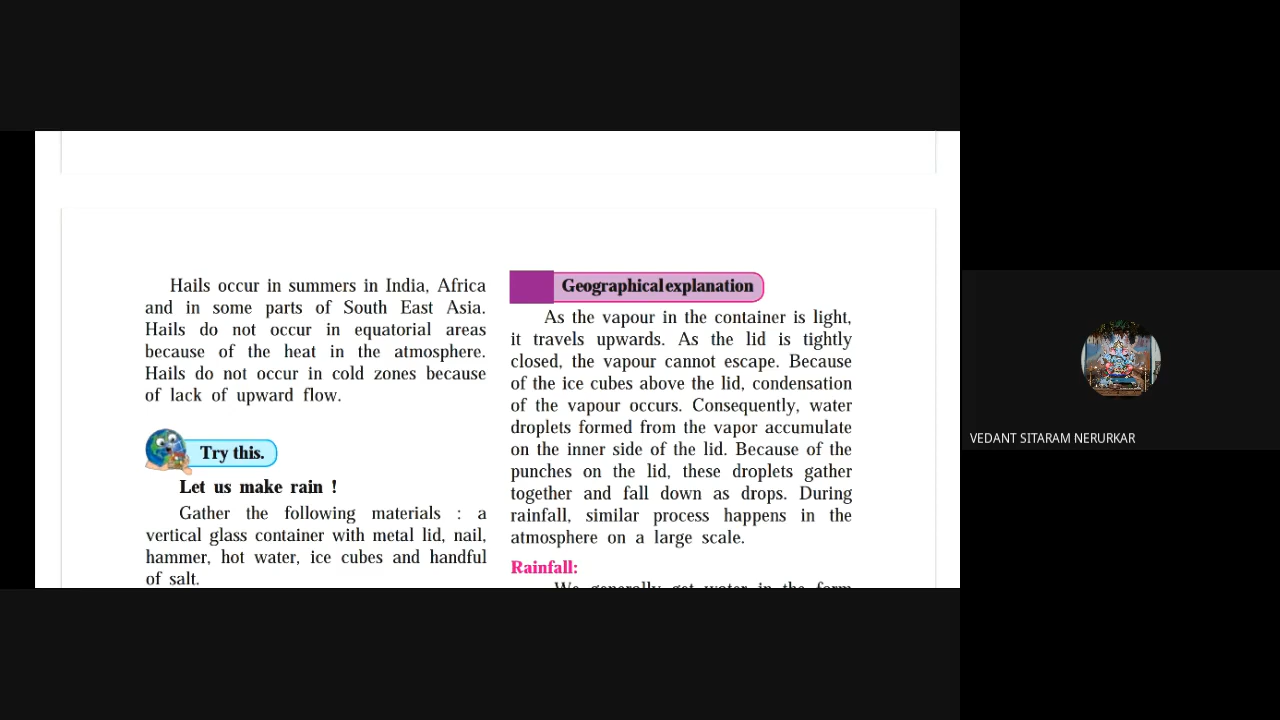 Hails occur in summers in India, Africa
and in some parts of South East Asia.
Hails do not occur in equatorial areas
because of the heat in the atmosphere.
Hails do not occur in cold zones because
of lack of upward flow.
Try this.
Let us make rain !
Gather the following materials : a
vertical glass container with metal lid, nail,
hammer, hot water, ice cubes and handful
of salt.
Geographical explanation
As the vapour in the container is light,
it travels upwards. As the lid is tightly
closed, the vapour cannot escape. Because
of the ice cubes above the lid, condensation
of the vapour occurs. Consequently, water
droplets formed from the vapor accumulate
on the inner side of the lid. Because of the
punches on the lid, these droplets gather
together and fall down as drops. During
rainfall, similar process happens in the
atmosphere on a large scale.
Rainfall:
We generally get water in the form
VEDANT SITARAM NERURKAR